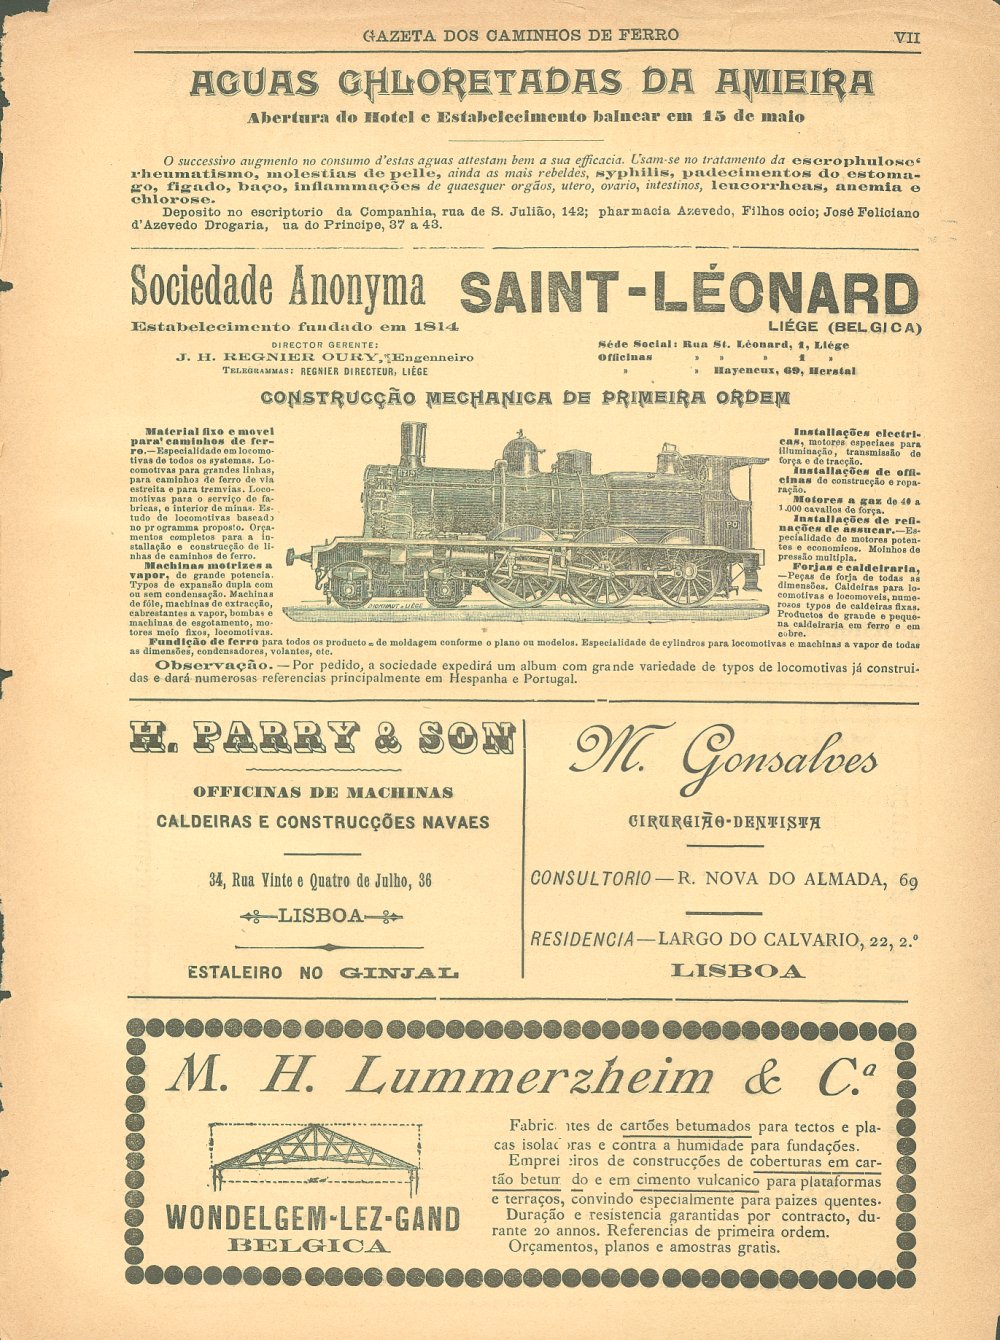 GAZETA DOS CAMINHOS DE FERRO VII
AGUAS CHLORETADAS DA AMIEIRA
Abertura do Hotel e Estabelecimento balnear em 15 de maio
O successivo augmento no consumo d'estas aguas attestam bem a sua efficacia. Usam-se no tratamento da escrophulose
rheumatismo, molestias de pelle, ainda as mais rebeldes, syphilis, padecimentos do estoma-
go, figado, baço, inflammações de quaesquer orgãos, utero, ovario, intestinos, leucorrheas, anemia e
chlorose.
Deposito no escriptorio da Companhia, rua de S. Julião, 142; pharmacia Azevedo, Filhos ocio; José Feliciano
d'Azevedo Drogaria, ua do Principe, 37 a 43.
Sociedade Anonyma SAINT-LÉONARD
Estabelecimento fundado em 1814 LIÉGE (BELGICA)
DIRECTOR GERENTE:
J. H. REGNIER OURY, Engenneiro
TELEGRAMMAS: REGNIER DIRECTEUR, LIÉGE
Séde Social: Rua St. Léonard, 1, Liége
Officinas » » » 1 »
» » Hayeneux, 69, Herstal
CONSTRUCÇÃO MECHANICA DE PRIMEIRA ORDEM
Material fixo e movel
para caminhos de fer-
ro.—Especialidade em locomo-
tivas de todos os systemas. Lo-
comotivas para grandes linhas,
para caminhos de ferro de via
estreita e para tremvias. Loco-
motivas para o serviço de fa-
bricas, e interior de minas. Es-
tudo de locomotivas baseado
no programma proposto. Orça-
mentos completos para a in-
stallação e construcção de li-
nhas de caminhos de ferro.
Machinas motrizes a
vapor, de grande potencia.
Typos de expansão dupla com
ou sem condensação. Machinas
de fóle, machinas de extracção,
cabrestantes a vapor, bombas e
machinas de esgotamento, mo-
tores meio fixos, locomotivas.
Installações electri-
cas, motores especiaes para
illuminação, transmissão de
força e de tracção.
Installações de offi-
cinas de construcção e ropa-
ração.
Motores a gaz de 40 a
1.000 cavallos de força.
Installações de refi-
nações de assucar.—Es-
pecialidade de motores poten-
tes e economicos. Moinhos de
pressão multipla.
Forjas e caldeiraria,
—Peças de forja de todas as
dimensões. Caldeiras para lo-
comotivas e locomoveis, nume-
rosos typos de caldeiras fixas.
Productos de grande e peque-
na caldeiraria em ferro e em
cobre.
Fundição de ferro para todos os producto de moldagem conforme o plano ou modelos. Especialidade de cylindros para locomotivas e machinas a vapor de todas
as dimensões, condensadores, volantes, etc.
Observação.—Por pedido, a sociedade expedirá um album com grande variedade de typos de locomotivas já construi-
das e dará numerosas referencias principalmente em Hespanha e Portugal.
H. PARRY & SON
OFFICINAS DE MACHINAS
CALDEIRAS E CONSTRUCÇÕES NAVAES
34, Rua Vinte e Quatro de Julho, 36
LISBOA
ESTALEIRO NO GINJAL
M. Gonsalves
CIRURGIÃO-DENTISTA
CONSULTORIO—R. NOVA DO ALMADA, 69
RESIDENCIA—LARGO DO CALVARIO, 22, 2.º
LISBOA
M. H. Lummerzheim & C.ª
WONDELGEM-LEZ-GAND
BELGICA
Fabric ntes de cartões betumados para tectos e pla-
cas isolac oras e contra a humidade para fundações.
Emprei eiros de construcções de coberturas em car-
tão betum do e em cimento vulcanico para plataformas
e terraços, convindo especialmente para paizes quentes.
Duração e resistencia garantidas por contracto, du-
rante 20 annos. Referencias de primeira ordem.
Orçamentos, planos e amostras gratis.